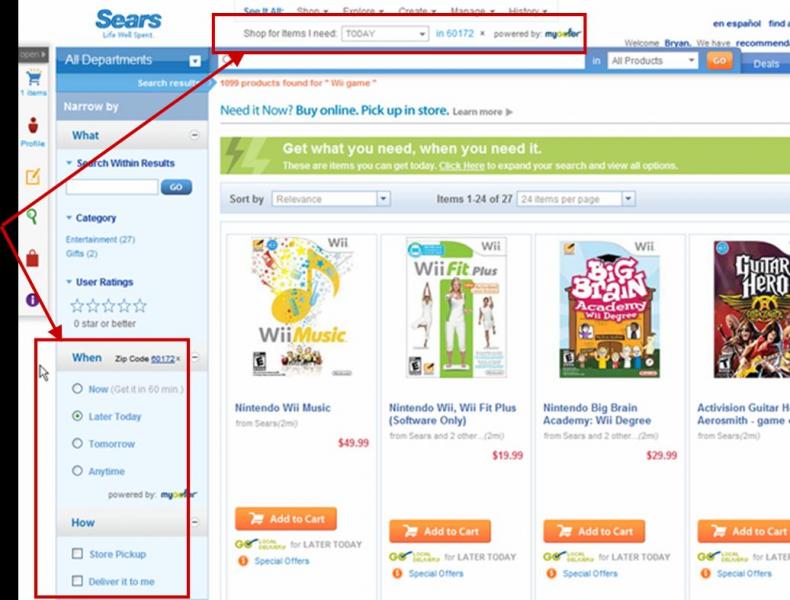 See It All: Shop Explore Create Manage History
Sears
Life Well Spent.
en español find a
Shop for Items I need: TODAY in 60172 × powered by:
Welcome Bryan, We have recommend
open
All Departments
in All Products GO Deals
Search results
1099 products found for " Wii game "
1 items
Narrow by
Need it Now? Buy online. Pick up in store. Learn more
Profile
What
Get what you need, when you need it.
These are items you can get today. Click Here to expand your search and view all options.
Search Within Results
GO
Sort by Relevance Items 1-24 of 27 24 items per page
Category
Entertainment (27)
Gifts (2)
User Ratings
0 star or better
Wii
Wii Music
Wii
Wii Fit Plus
Wii
BiG BRaiN
Academy
Wii Degree
GuiTAR
HERO
When Zip Code 60172 ×
Now (Get it in 60 min.)
Later Today
Tomorrow
Anytime
powered by:
How
Store Pickup
Deliver it to me
Nintendo Wii Music
from Sears(2mi)
$49.99
Add to Cart
GO LOCAL DELIVERY for LATER TODAY
Special Offers
Nintendo Wii, Wii Fit Plus
(Software Only)
from Sears and 2 other...(2mi)
$19.99
Add to Cart
GO LOCAL DELIVERY for LATER TODAY
Special Offers
Nintendo Big Brain
Academy: Wii Degree
from Sears and 2 other...(2mi)
$29.99
Add to Cart
GO LOCAL DELIVERY for LATER TODAY
Special Offers
Activision Guitar H
Aerosmith - game
from Sears(2mi)
Add to Cart
GO LOCAL DELIVERY for LATE
Special Offers